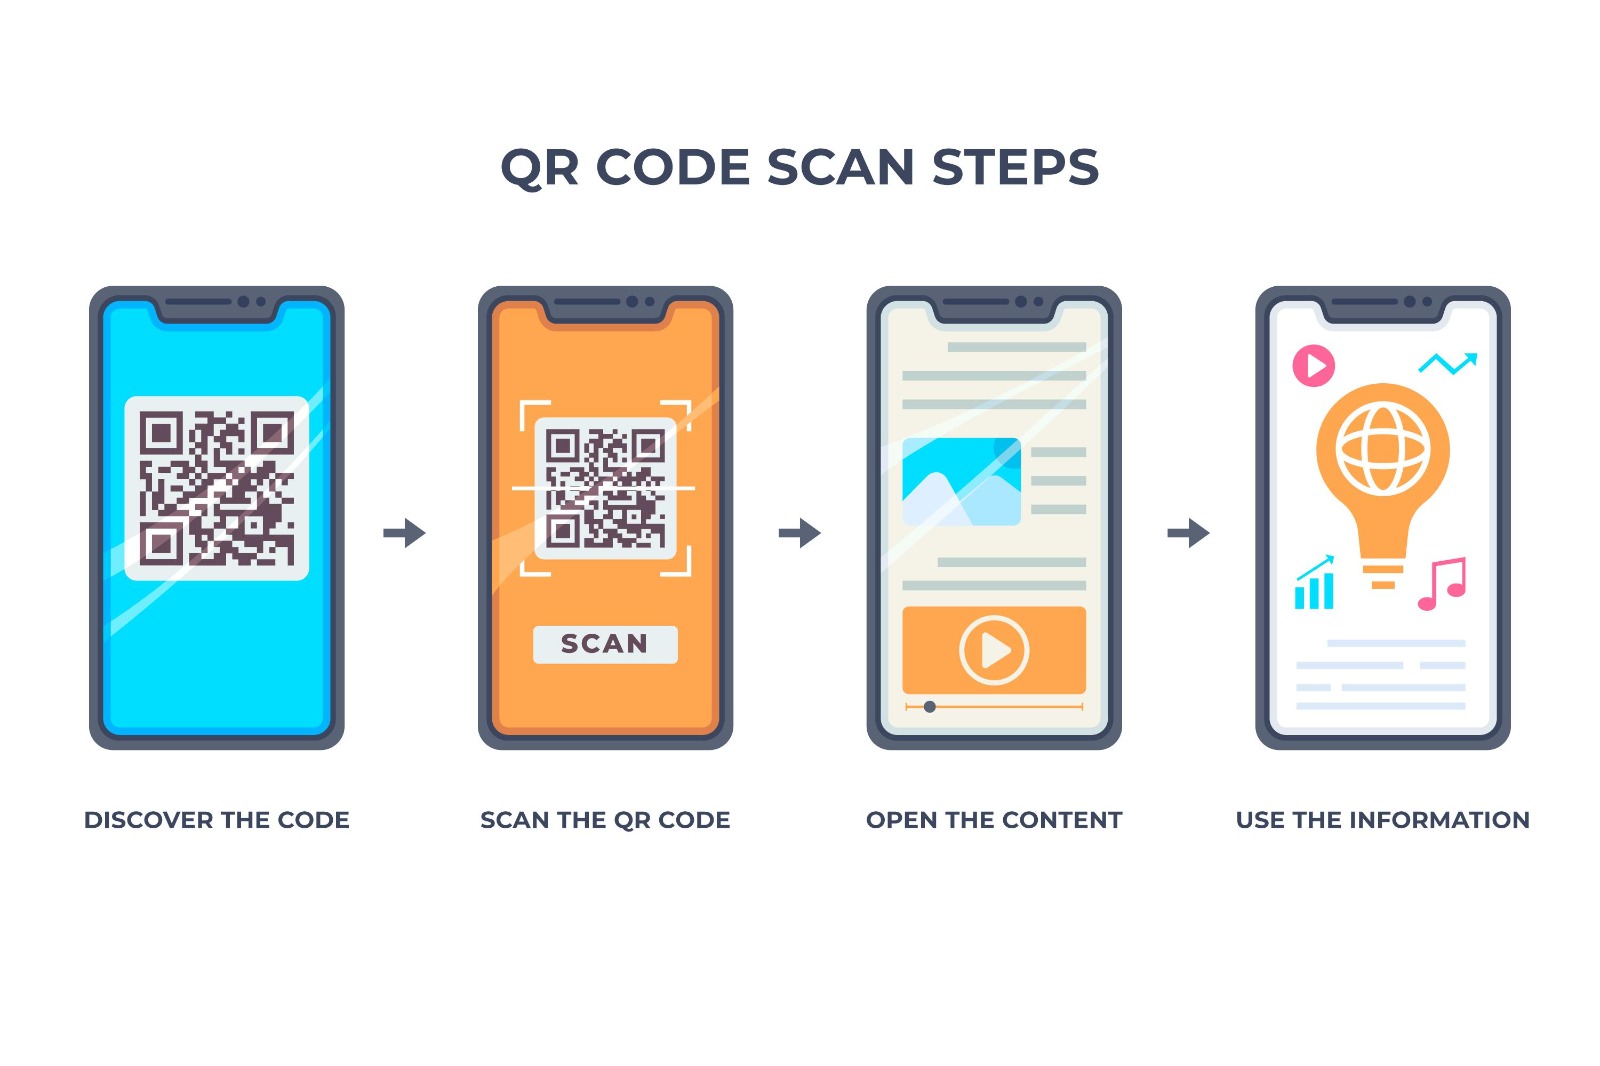 QR CODE SCAN STEPS
SCAN
DISCOVER THE CODE
SCAN THE QR CODE
OPEN THE CONTENT
USE THE INFORMATION